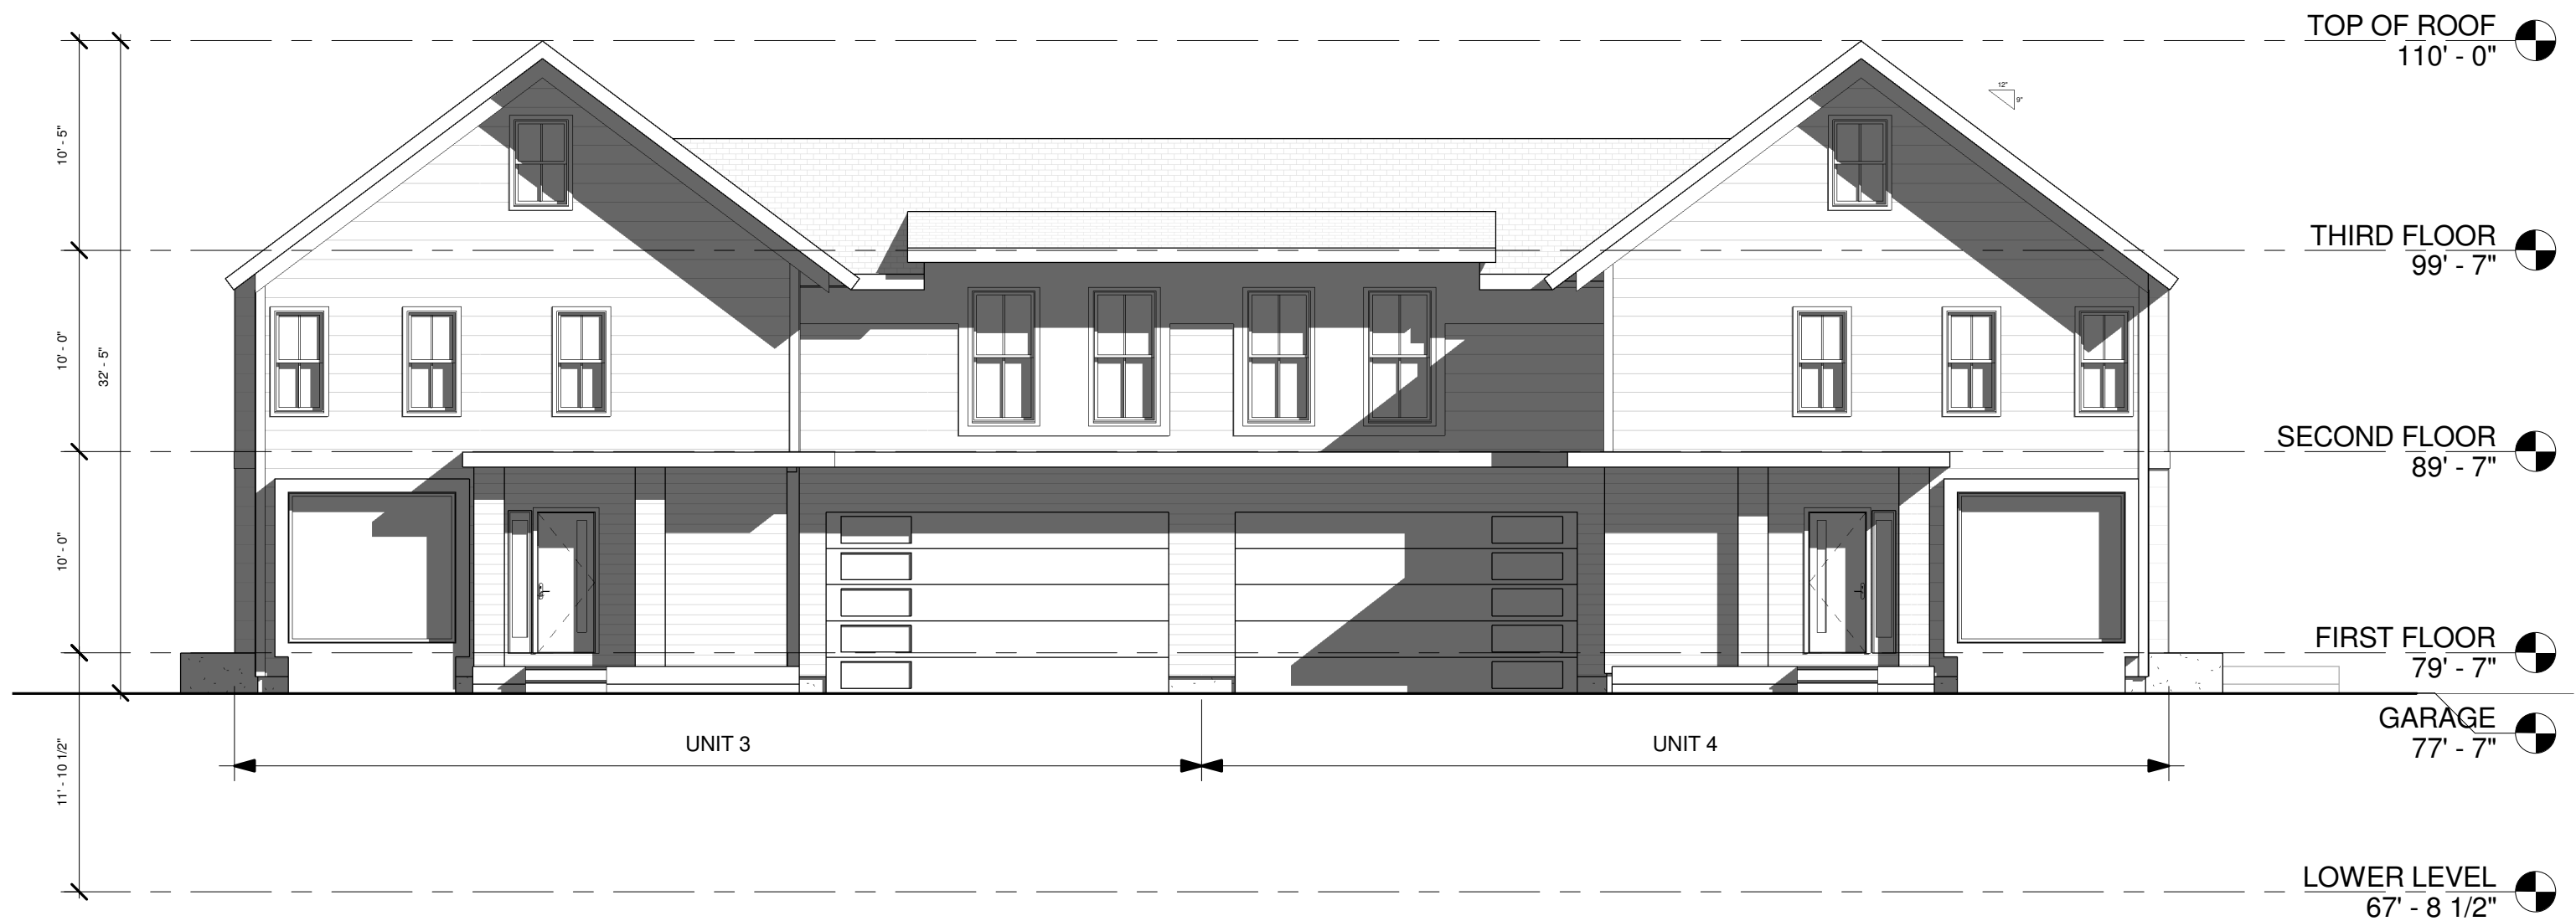 TOP OF ROOF
110' - 0"
12"
9"
10' - 5"
THIRD FLOOR
99' - 7"
10' - 0"
32' - 5"
SECOND FLOOR
89' - 7"
10' - 0"
FIRST FLOOR
79' - 7"
GARAGE
77' - 7"
UNIT 3
UNIT 4
11' - 10 1/2"
LOWER LEVEL
67' - 8 1/2"